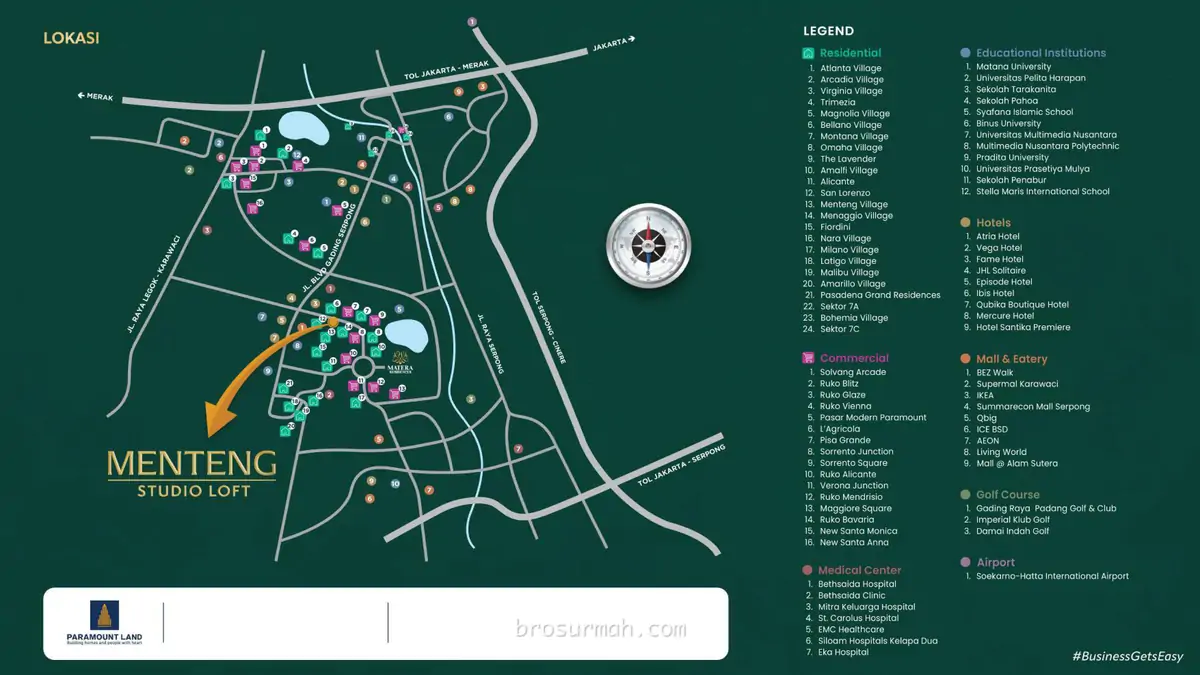 LOKASI
← MERAK
TOL JAKARTA - MERAK
JAKARTA →
JL. RAYA LEGOK - KARAWACI
JL. BLVD GADING SERPONG
JL. RAYA SERPONG
TOL SERPONG - CINERE
TOL JAKARTA - SERPONG
MATERA
RESIDENCES
MENTENG
STUDIO LOFT
PARAMOUNT LAND
Building homes and people with heart
brosurmah.com
LEGEND
Residential
1. Atlanta Village
2. Arcadia Village
3. Virginia Village
4. Trimezia
5. Magnolia Village
6. Bellano Village
7. Montana Village
8. Omaha Village
9. The Lavender
10. Amalfi Village
11. Alicante
12. San Lorenzo
13. Menteng Village
14. Menaggio Village
15. Fiordini
16. Nara Village
17. Milano Village
18. Latigo Village
19. Malibu Village
20. Amarillo Village
21. Pasadena Grand Residences
22. Sektor 7A
23. Bohemia Village
24. Sektor 7C
Commercial
1. Solvang Arcade
2. Ruko Blitz
3. Ruko Glaze
4. Ruko Vienna
5. Pasar Modern Paramount
6. L'Agricola
7. Pisa Grande
8. Sorrento Junction
9. Sorrento Square
10. Ruko Alicante
11. Verona Junction
12. Ruko Mendrisio
13. Maggiore Square
14. Ruko Bavaria
15. New Santa Monica
16. New Santa Anna
Medical Center
1. Bethsaida Hospital
2. Bethsaida Clinic
3. Mitra Keluarga Hospital
4. St. Carolus Hospital
5. EMC Healthcare
6. Siloam Hospitals Kelapa Dua
7. Eka Hospital
Educational Institutions
1. Matana University
2. Universitas Pelita Harapan
3. Sekolah Tarakanita
4. Sekolah Pahoa
5. Syafana Islamic School
6. Binus University
7. Universitas Multimedia Nusantara
8. Multimedia Nusantara Polytechnic
9. Pradita University
10. Universitas Prasetiya Mulya
11. Sekolah Penabur
12. Stella Maris International School
Hotels
1. Atria Hotel
2. Vega Hotel
3. Fame Hotel
4. JHL Solitaire
5. Episode Hotel
6. Ibis Hotel
7. Qubika Boutique Hotel
8. Mercure Hotel
9. Hotel Santika Premiere
Mall & Eatery
1. BEZ Walk
2. Supermal Karawaci
3. IKEA
4. Summarecon Mall Serpong
5. Qbig
6. ICE BSD
7. AEON
8. Living World
9. Mall @ Alam Sutera
Golf Course
1. Gading Raya Padang Golf & Club
2. Imperial Klub Golf
3. Damai Indah Golf
Airport
1. Soekarno-Hatta International Airport
#BusinessGetsEasy